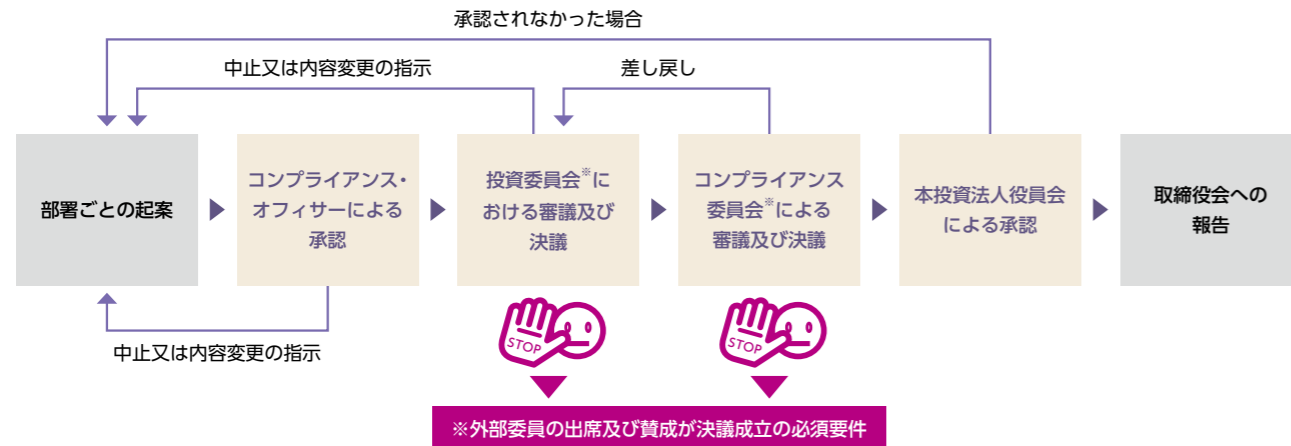 承認されなかった場合
中止又は内容変更の指示
差し戻し
部署ごとの起案
コンプライアンス・
オフィサーによる
承認
投資委員会※に
おける審議及び
決議
コンプライアンス
委員会※による
審議及び決議
本投資法人役員会
による承認
取締役会への
報告
中止又は内容変更の指示
STOP
STOP
※外部委員の出席及び賛成が決議成立の必須要件